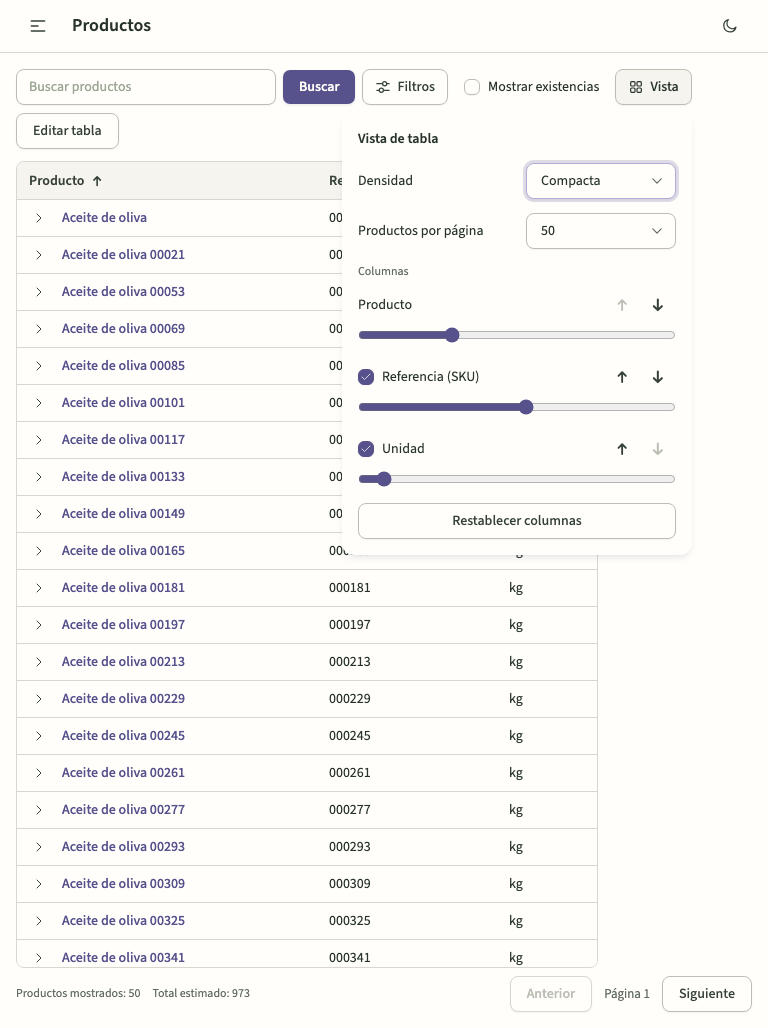 Productos
Buscar productos
Buscar
Filtros
Mostrar existencias
Vista
Editar tabla
Vista de tabla
Densidad
Compacta
Productos por página
50
Columnas
Producto
Referencia (SKU)
Unidad
Restablecer columnas
Producto
Aceite de oliva
Aceite de oliva 00021
Aceite de oliva 00053
Aceite de oliva 00069
Aceite de oliva 00085
Aceite de oliva 00101
Aceite de oliva 00117
Aceite de oliva 00133
Aceite de oliva 00149
Aceite de oliva 00165
Aceite de oliva 00181 000181 kg
Aceite de oliva 00197 000197 kg
Aceite de oliva 00213 000213 kg
Aceite de oliva 00229 000229 kg
Aceite de oliva 00245 000245 kg
Aceite de oliva 00261 000261 kg
Aceite de oliva 00277 000277 kg
Aceite de oliva 00293 000293 kg
Aceite de oliva 00309 000309 kg
Aceite de oliva 00325 000325 kg
Aceite de oliva 00341 000341 kg
Productos mostrados: 50 Total estimado: 973
Anterior
Página 1
Siguiente